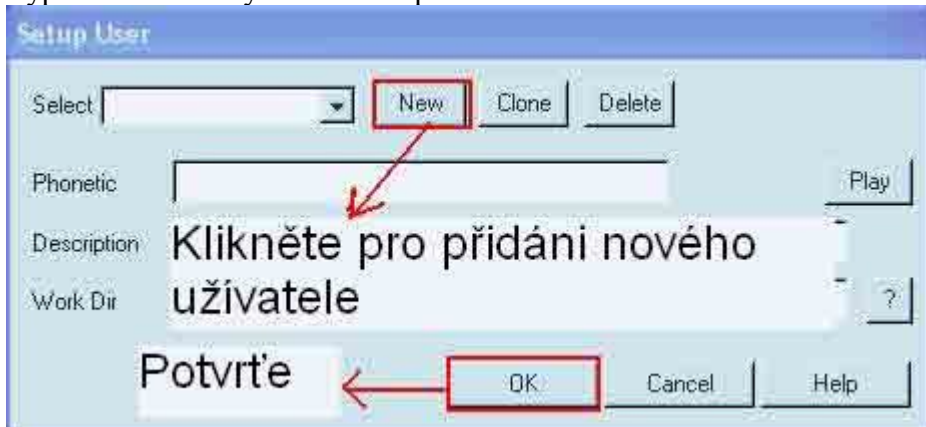 Setup User
Select New Clone Delete
Phonetic Play
Description Klikněte pro přidáni nového
Work Dir uživatele ?
Potvrťe OK Cancel Help